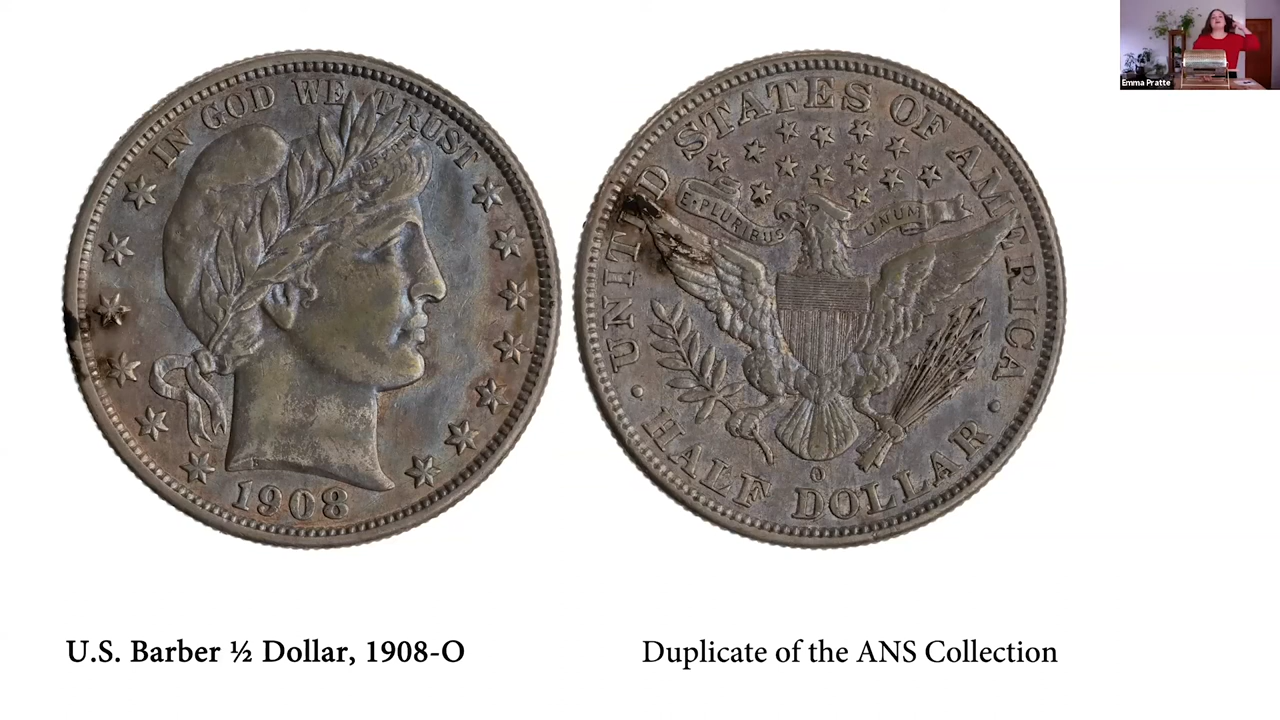 IN GOD WE TRUST
LIBERTY
1908
UNITED STATES OF AMERICA
E·PLURIBUS UNUM
O
HALF DOLLAR
Emma Pratte
U.S. Barber ½ Dollar, 1908-O
Duplicate of the ANS Collection